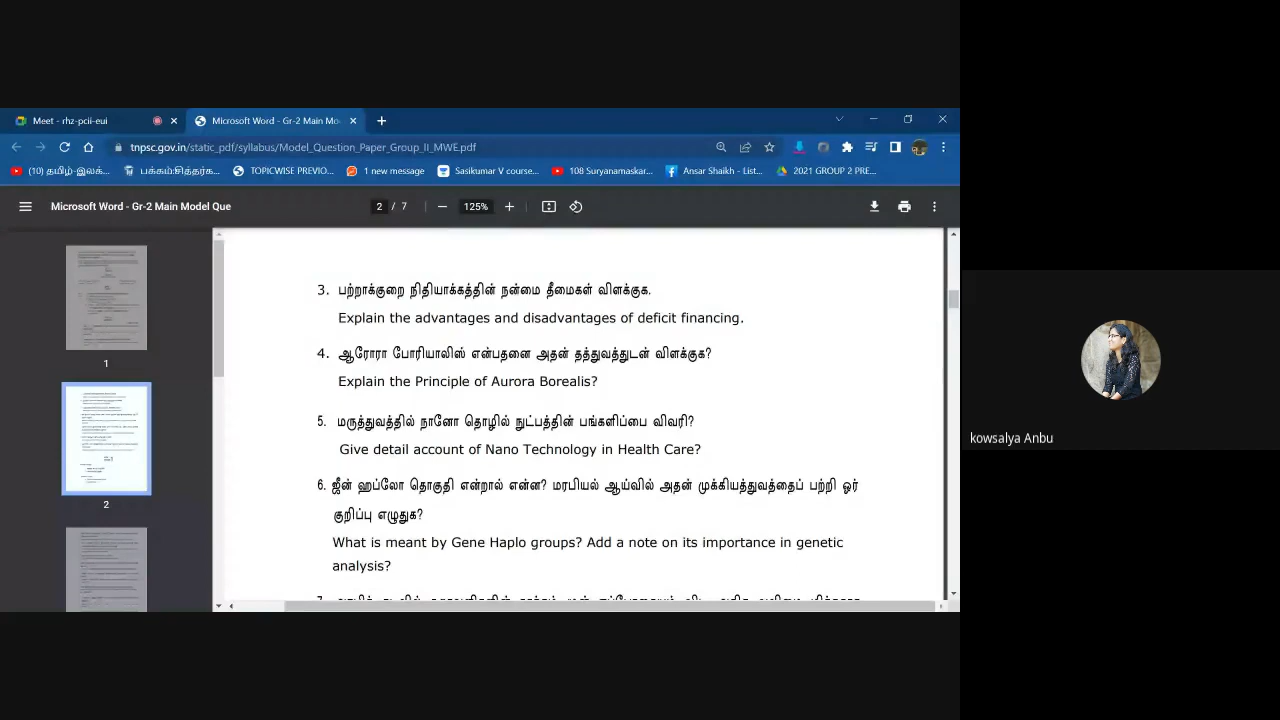 Meet - rhz-pcii-eui
Microsoft Word - Gr-2 Main Mo
tnpsc.gov.in/static_pdf/syllabus/Model_Question_Paper_Group_II_MWE.pdf
(10) தமிழ்-இலக்... பக்கம்:சித்தரக... TOPICWISE PREVIO... 1 new message Sasikumar V course... 108 Suryanamaskar... Ansar Shaikh - List... 2021 GROUP 2 PRE...
Microsoft Word - Gr-2 Main Model Que 2 / 7 125%
3. பற்றாக்குறை நிதியாக்கத்தின் நன்மை தீமைகள் விளக்குக.
Explain the advantages and disadvantages of deficit financing.
4. ஆரோரா போரியாலிஸ் என்பதனை அதன் தத்துவத்துடன் விளக்குக?
Explain the Principle of Aurora Borealis?
5. மருத்துவத்தில் நானோ தொழில் நுட்பத்தின் பங்களிப்பை விவரி?
Give detail account of Nano Technology in Health Care?
6. ஜீன் ஹப்லோ தொகுதி என்றால் என்ன? மரபியல் ஆய்வில் அதன் முக்கியத்துவத்தைப் பற்றி ஓர்
குறிப்பு எழுதுக?
What is meant by Gene Haplo groups? Add a note on its importance in genetic
analysis?
1
2
kowsalya Anbu